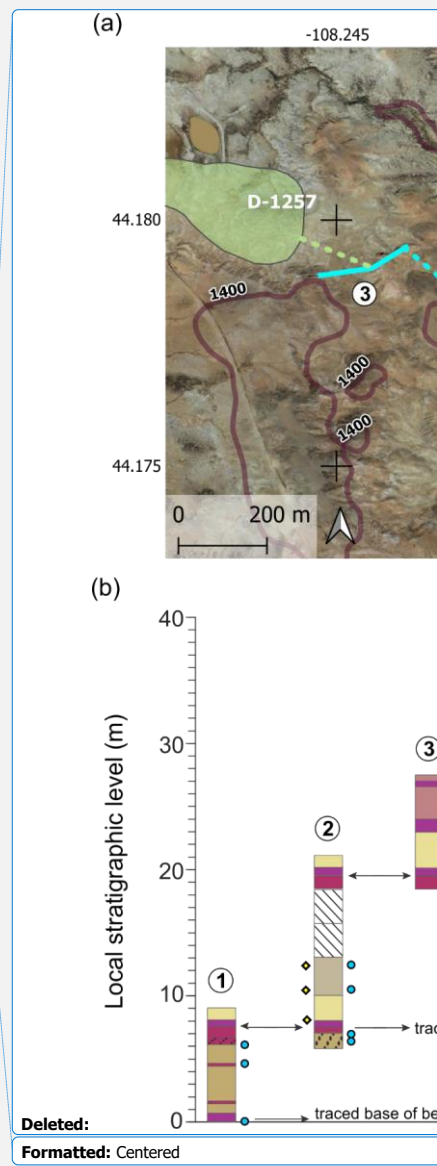 (a)
-108.245
D-1257
44.180
3
1400
1400
1400
44.175
0 200 m
(b)
40
30
20
10
0
Local stratigraphic level (m)
3
2
1
trac
traced base of be
Deleted:
Formatted: Centered